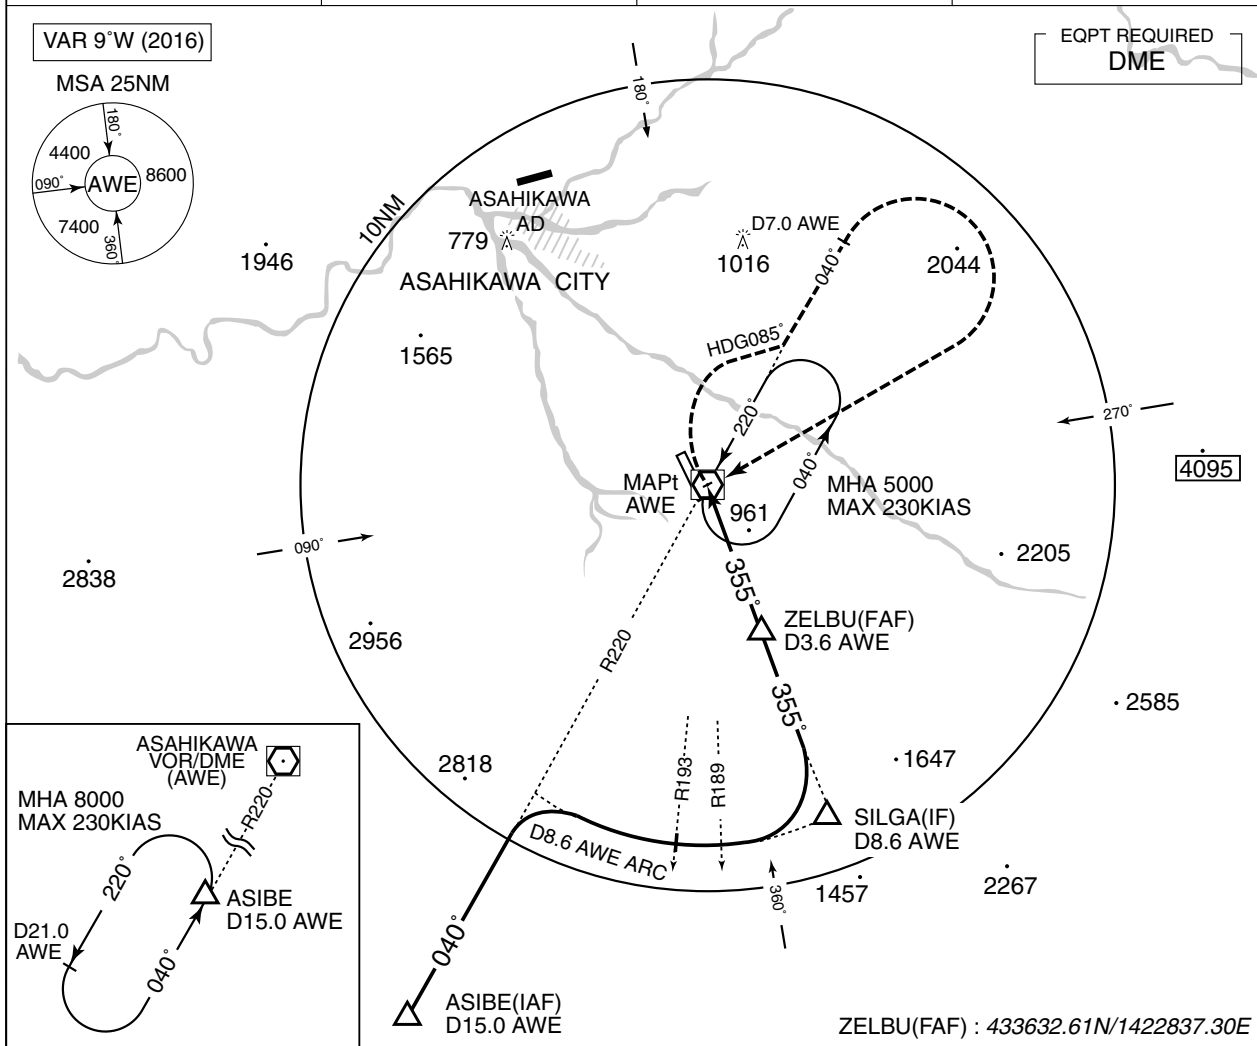 VAR 9°W (2016)
MSA 25NM
180°
4400
8600
090°
AWE
7400
360°
EQPT REQUIRED
DME
180°
10NM
ASAHIKAWA
AD
779
1946
ASAHIKAWA CITY
D7.0 AWE
1016
040°
2044
1565
HDG085°
220°
040°
270°
4095
MAPt
AWE
961
MHA 5000
MAX 230KIAS
090°
2838
2205
2956
355°
ZELBU(FAF)
D3.6 AWE
R220
355°
2585
2818
R193
R189
1647
SILGA(IF)
D8.6 AWE
D8.6 AWE ARC
1457
2267
360°
040°
ASIBE(IAF)
D15.0 AWE
ASAHIKAWA
VOR/DME
(AWE)
MHA 8000
MAX 230KIAS
R220
220°
ASIBE
D15.0 AWE
D21.0
AWE
040°
ZELBU(FAF) : 433632.61N/1422837.30E